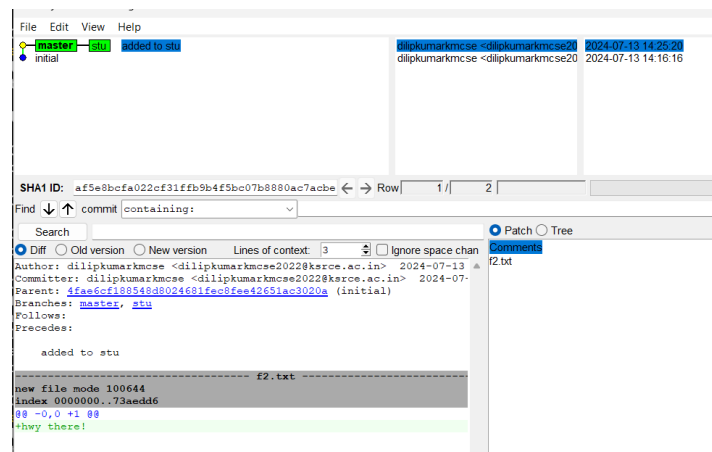 File Edit View Help
master stu added to stu dilipkumarkmcse <dilipkumarkmcse20 2024-07-13 14:25:20
initial dilipkumarkmcse <dilipkumarkmcse20 2024-07-13 14:16:16
SHA1 ID: af5e8bcfa022cf31ffb9b4f5bc07b8880ac7acbe Row 1 / 2
Find commit containing:
Search
Diff Old version New version Lines of context: 3 Ignore space chan
Patch Tree
Comments
f2.txt
Author: dilipkumarkmcse <dilipkumarkmcse2022@ksrce.ac.in> 2024-07-13
Committer: dilipkumarkmcse <dilipkumarkmcse2022@ksrce.ac.in> 2024-07-
Parent: 4fae6cf188548d8024681fec8fee42651ac3020a (initial)
Branches: master, stu
Follows:
Precedes:
added to stu
---------------------------------- f2.txt ------------------------
new file mode 100644
index 0000000..73aedd6
@@ -0,0 +1 @@
+hwy there!